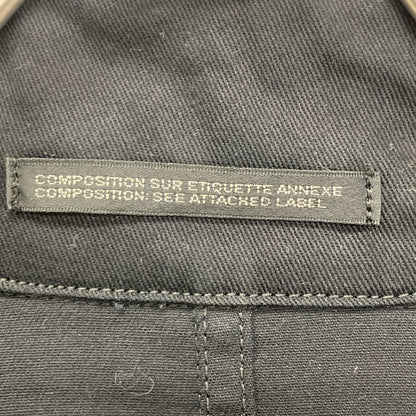 COMPOSITION SUR ETIQUETTE ANNEXE
COMPOSITION: SEE ATTACHED LABEL